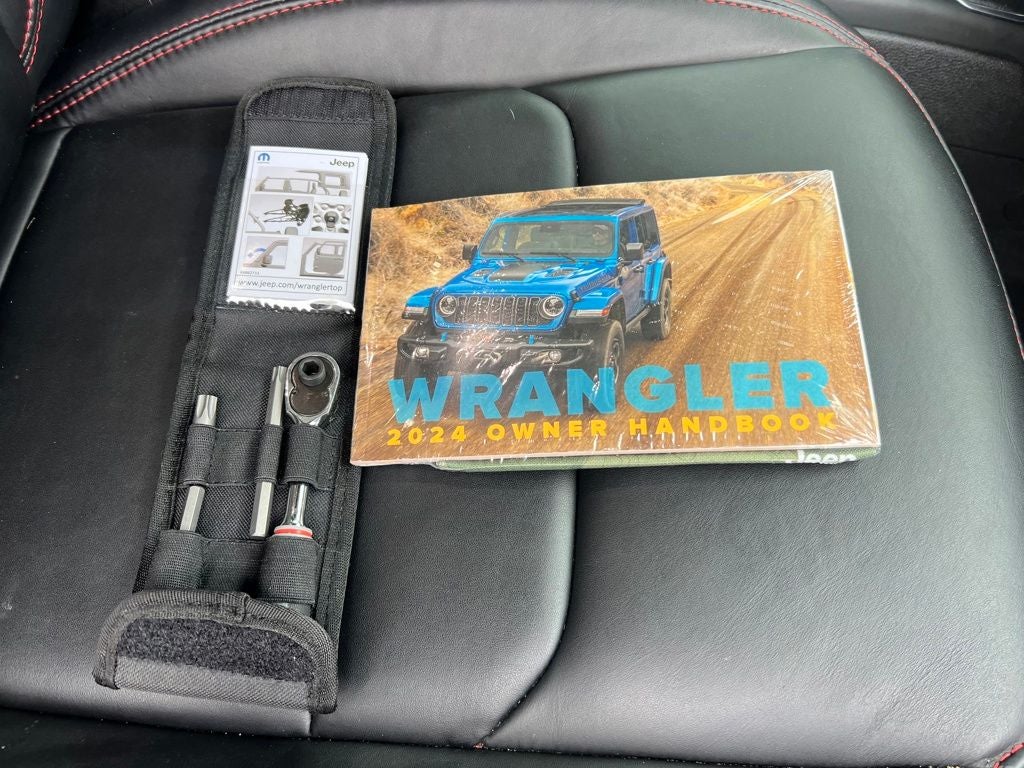 Jeep
www.jeep.com/wranglertop
WRANGLER
2024 OWNER HANDBOOK
Jeep